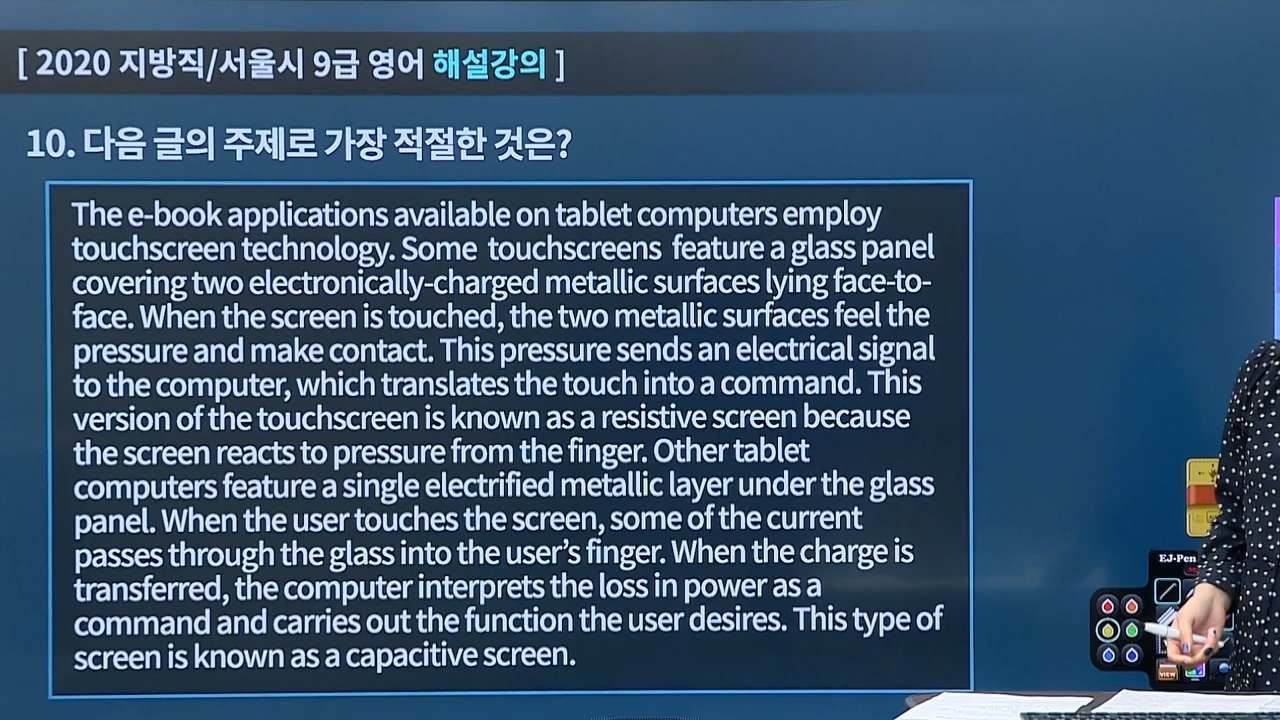 [ 2020 지방직/서울시 9급 영어 해설강의 ]
10. 다음 글의 주제로 가장 적절한 것은?
The e-book applications available on tablet computers employ
touchscreen technology. Some touchscreens feature a glass panel
covering two electronically-charged metallic surfaces lying face-to-
face. When the screen is touched, the two metallic surfaces feel the
pressure and make contact. This pressure sends an electrical signal
to the computer, which translates the touch into a command. This
version of the touchscreen is known as a resistive screen because
the screen reacts to pressure from the finger. Other tablet
computers feature a single electrified metallic layer under the glass
panel. When the user touches the screen, some of the current
passes through the glass into the user's finger. When the charge is
transferred, the computer interprets the loss in power as a
command and carries out the function the user desires. This type of
screen is known as a capacitive screen.
EJ-Pen
VIEW